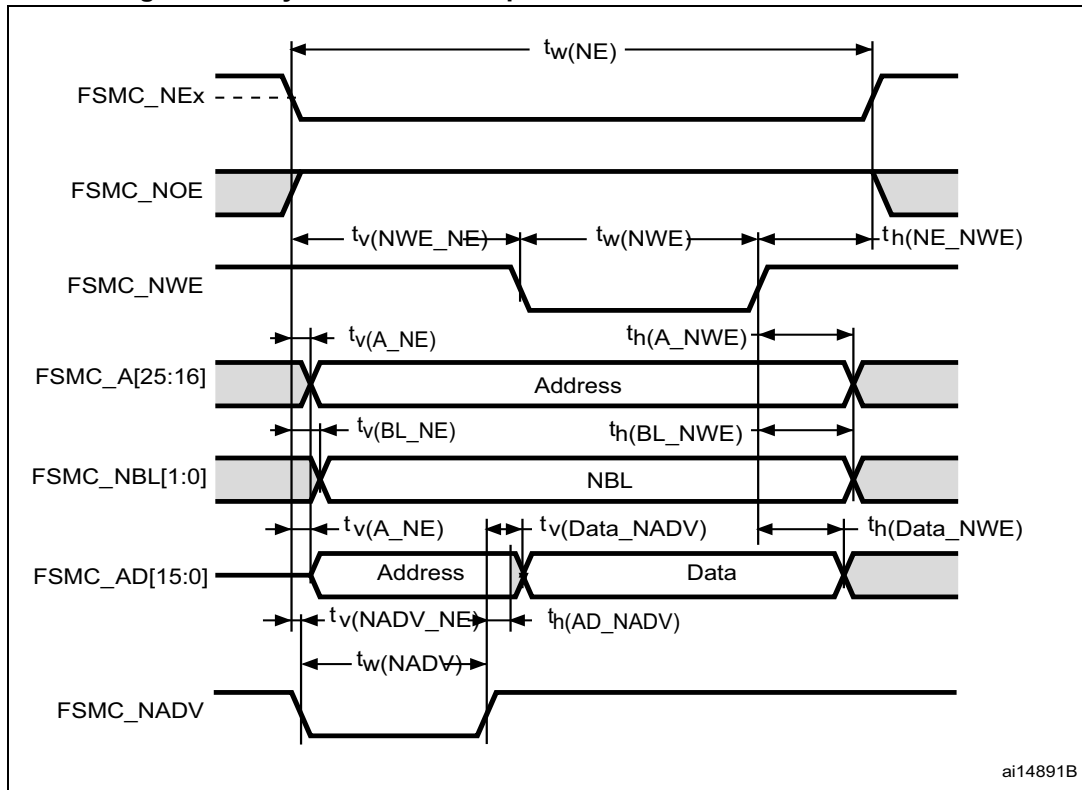 tw(NE)
FSMC_NEx
FSMC_NOE
tv(NWE_NE)
tw(NWE)
th(NE_NWE)
FSMC_NWE
tv(A_NE)
th(A_NWE)
FSMC_A[25:16]
Address
tv(BL_NE)
th(BL_NWE)
FSMC_NBL[1:0]
NBL
tv(A_NE)
tv(Data_NADV)
th(Data_NWE)
FSMC_AD[15:0]
Address
Data
tv(NADV_NE)
th(AD_NADV)
tw(NADV)
FSMC_NADV
ai14891B